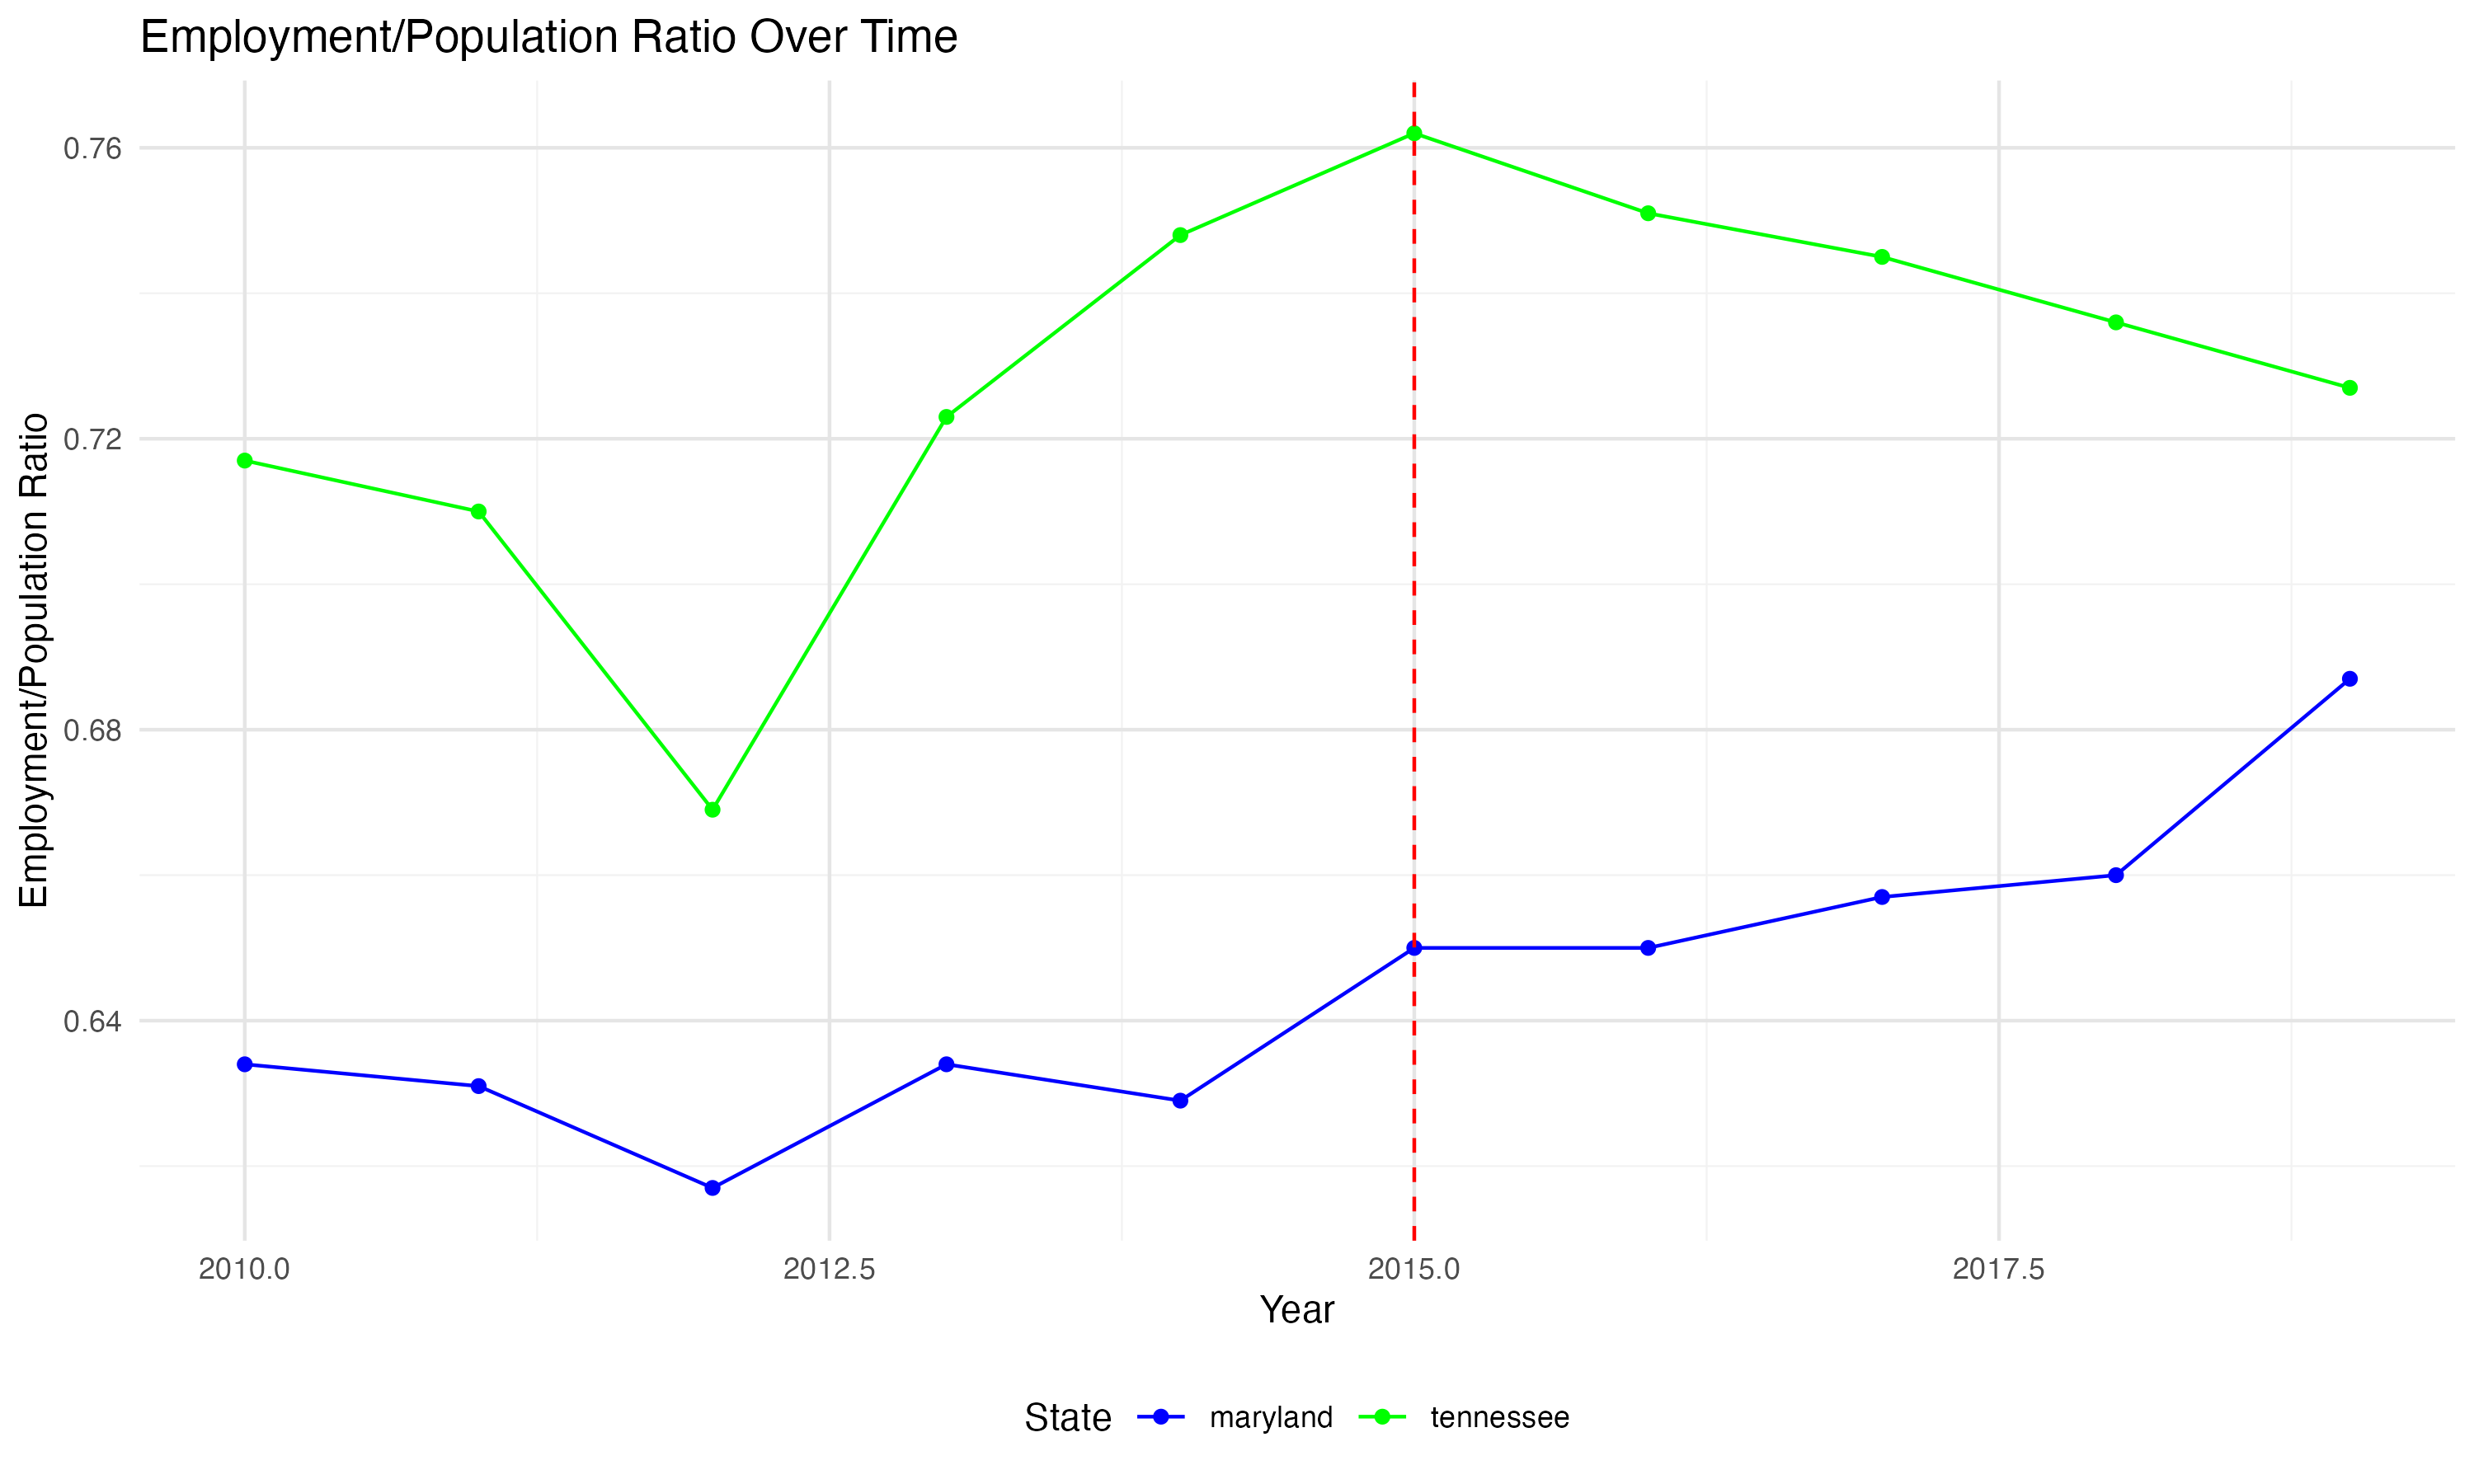 Employment/Population Ratio Over Time
Employment/Population Ratio
0.76
0.72
0.68
0.64
2010.0 2012.5 2015.0 2017.5
Year
State maryland tennessee